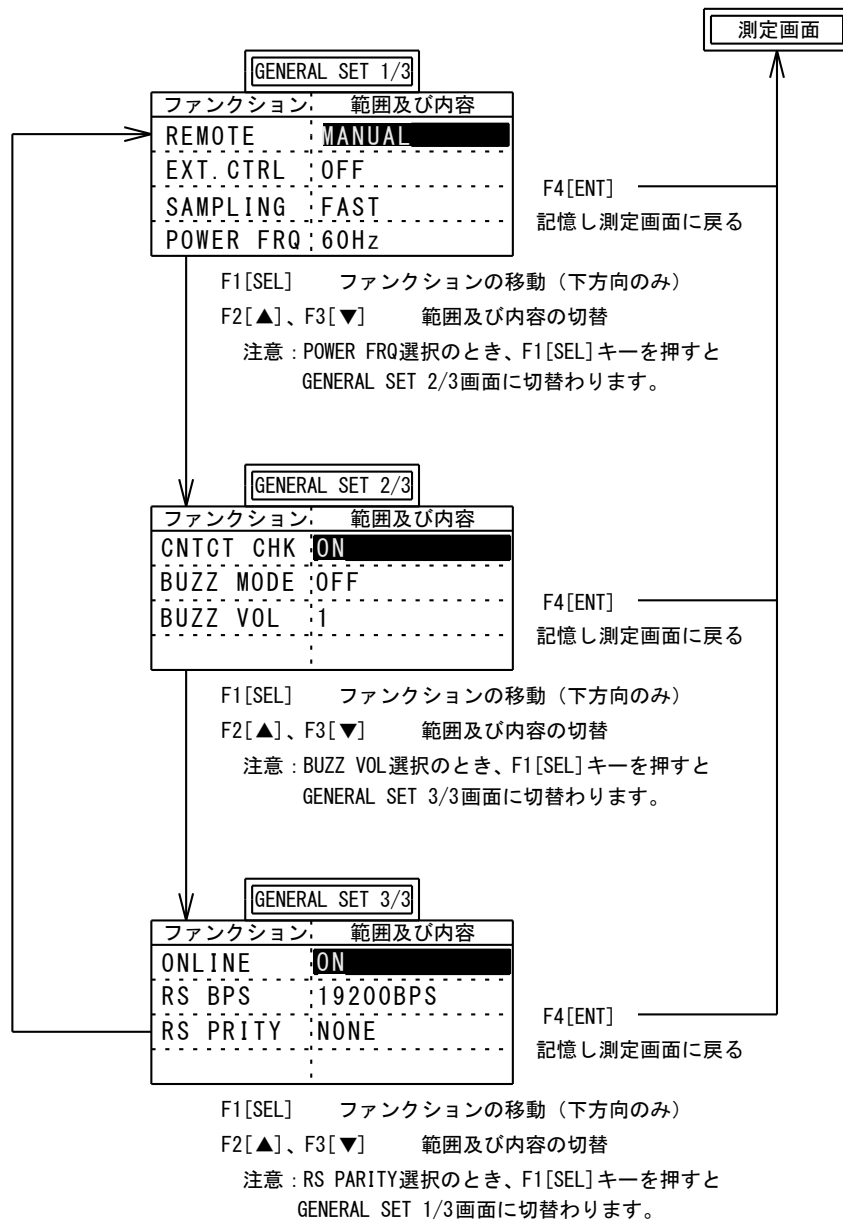 測定画面
GENERAL SET 1/3
ファンクション 範囲及び内容
REMOTE MANUAL
EXT.CTRL OFF
SAMPLING FAST
POWER FRQ 60Hz
F4[ENT]
記憶し測定画面に戻る
F1[SEL] ファンクションの移動（下方向のみ）
F2[▲]、F3[▼] 範囲及び内容の切替
注意：POWER FRQ選択のとき、F1[SEL]キーを押すと
GENERAL SET 2/3画面に切替わります。
GENERAL SET 2/3
ファンクション 範囲及び内容
CNTCT CHK ON
BUZZ MODE OFF
BUZZ VOL 1
F4[ENT]
記憶し測定画面に戻る
F1[SEL] ファンクションの移動（下方向のみ）
F2[▲]、F3[▼] 範囲及び内容の切替
注意：BUZZ VOL選択のとき、F1[SEL]キーを押すと
GENERAL SET 3/3画面に切替わります。
GENERAL SET 3/3
ファンクション 範囲及び内容
ONLINE ON
RS BPS 19200BPS
RS PRITY NONE
F4[ENT]
記憶し測定画面に戻る
F1[SEL] ファンクションの移動（下方向のみ）
F2[▲]、F3[▼] 範囲及び内容の切替
注意：RS PARITY選択のとき、F1[SEL]キーを押すと
GENERAL SET 1/3画面に切替わります。